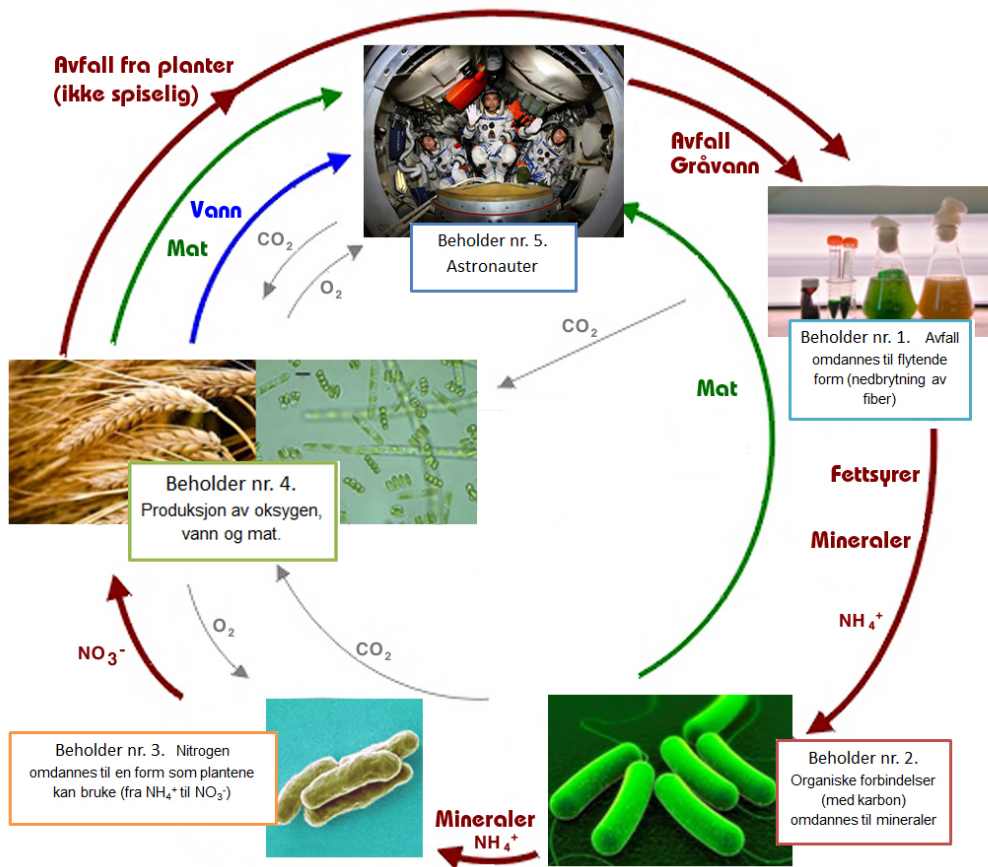 Avfall fra planter
(ikke spiselig)
Avfall
Gråvann
Vann
Mat
CO₂
O₂
Beholder nr. 5.
Astronauter
CO₂
Beholder nr. 1. Avfall
omdannes til flytende
form (nedbrytning av
fiber)
Mat
Beholder nr. 4.
Produksjon av oksygen,
vann og mat.
Fettsyrer
Mineraler
NH₄⁺
O₂
NO₃⁻
CO₂
Beholder nr. 3. Nitrogen
omdannes til en form som plantene
kan bruke (fra NH₄⁺ til NO₃⁻)
Beholder nr. 2.
Organiske forbindelser
(med karbon)
omdannes til mineraler
Mineraler
NH₄⁺